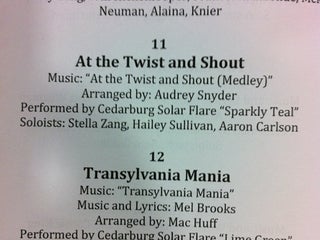 Neuman, Alaina, Knier
11
At the Twist and Shout
Music: "At the Twist and Shout (Medley)"
Arranged by: Audrey Snyder
Performed by Cedarburg Solar Flare "Sparkly Teal"
Soloists: Stella Zang, Hailey Sullivan, Aaron Carlson
12
Transylvania Mania
Music: "Transylvania Mania"
Music and Lyrics: Mel Brooks
Arranged by: Mac Huff
Performed by Cedarburg Solar Flare "Lime Green"